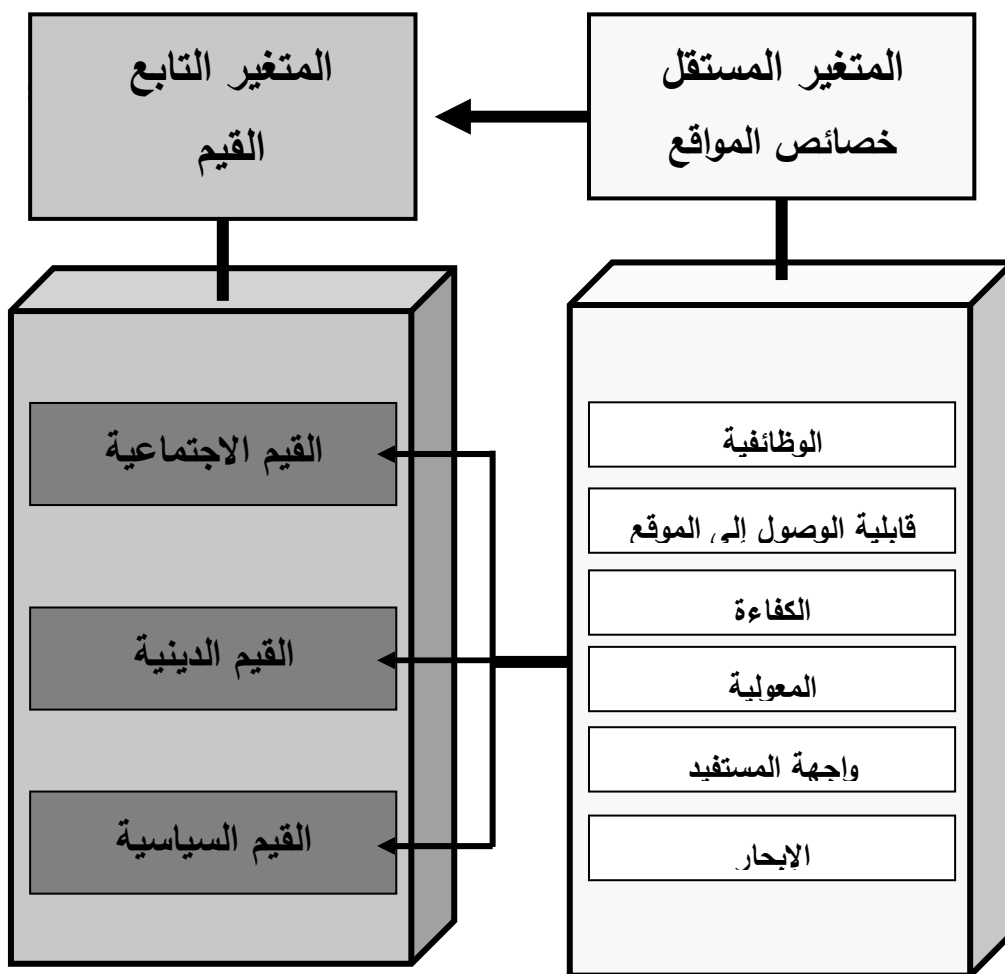 المتغير المستقل
خصائص المواقع
المتغير التابع
القيم
الوظائفية
قابلية الوصول إلى الموقع
الكفاءة
المعولية
واجهة المستفيد
الإبحار
القيم الاجتماعية
القيم الدينية
القيم السياسية